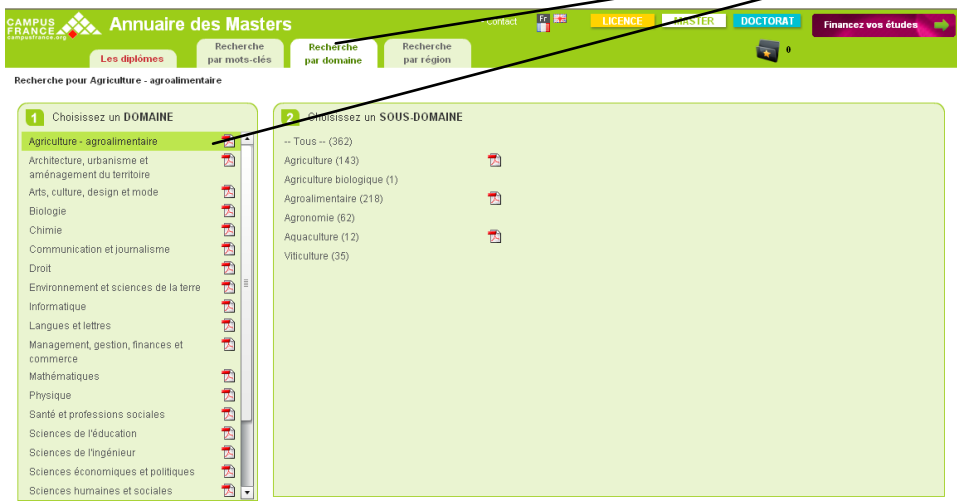 CAMPUS
FRANCE
campusfrance.org
Annuaire des Masters
Contact
Fr
LICENCE
MASTER
DOCTORAT
Financez vos études
Les diplômes
Recherche
par mots-clés
Recherche
par domaine
Recherche
par région
0
Recherche pour Agriculture - agroalimentaire
1 Choisissez un DOMAINE
Agriculture - agroalimentaire
Architecture, urbanisme et
aménagement du territoire
Arts, culture, design et mode
Biologie
Chimie
Communication et journalisme
Droit
Environnement et sciences de la terre
Informatique
Langues et lettres
Management, gestion, finances et
commerce
Mathématiques
Physique
Santé et professions sociales
Sciences de l'éducation
Sciences de l'ingénieur
Sciences économiques et politiques
Sciences humaines et sociales
2 Choisissez un SOUS-DOMAINE
-- Tous -- (362)
Agriculture (143)
Agriculture biologique (1)
Agroalimentaire (218)
Agronomie (62)
Aquaculture (12)
Viticulture (35)